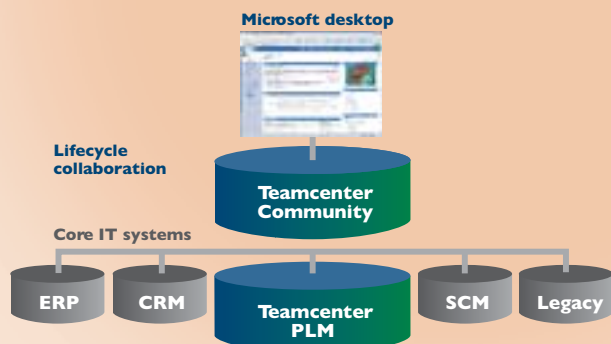 Microsoft desktop
Lifecycle
collaboration
Teamcenter
Community
Core IT systems
ERP
CRM
Teamcenter
PLM
SCM
Legacy